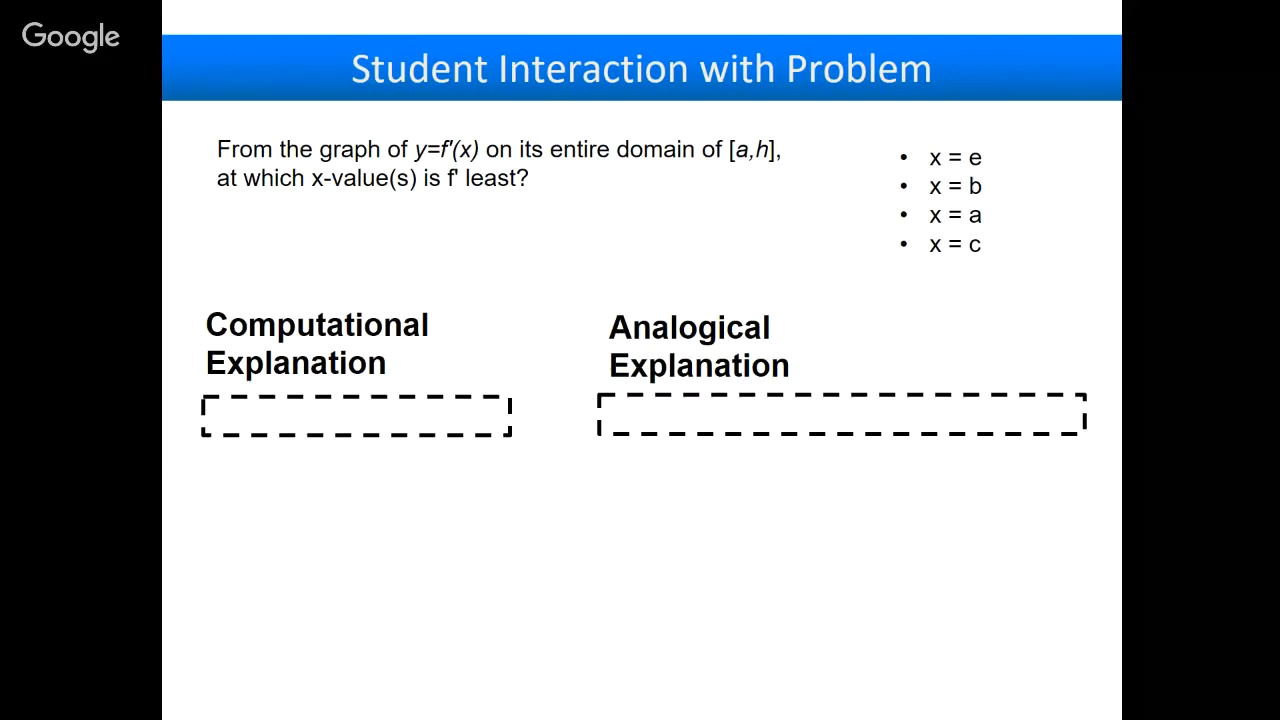 Google
Student Interaction with Problem
From the graph of y=f'(x) on its entire domain of [a,h],
at which x-value(s) is f' least?
• x = e
• x = b
• x = a
• x = c
Computational
Explanation
Analogical
Explanation